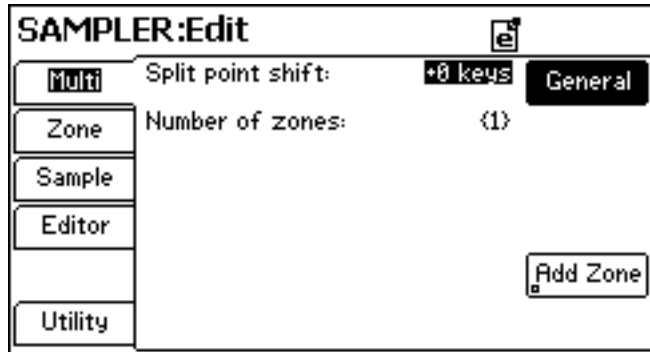 SAMPLER:Edit
e
Multi
Split point shift: +0 keys
General
Zone
Number of zones: (1)
Sample
Editor
Add Zone
Utility